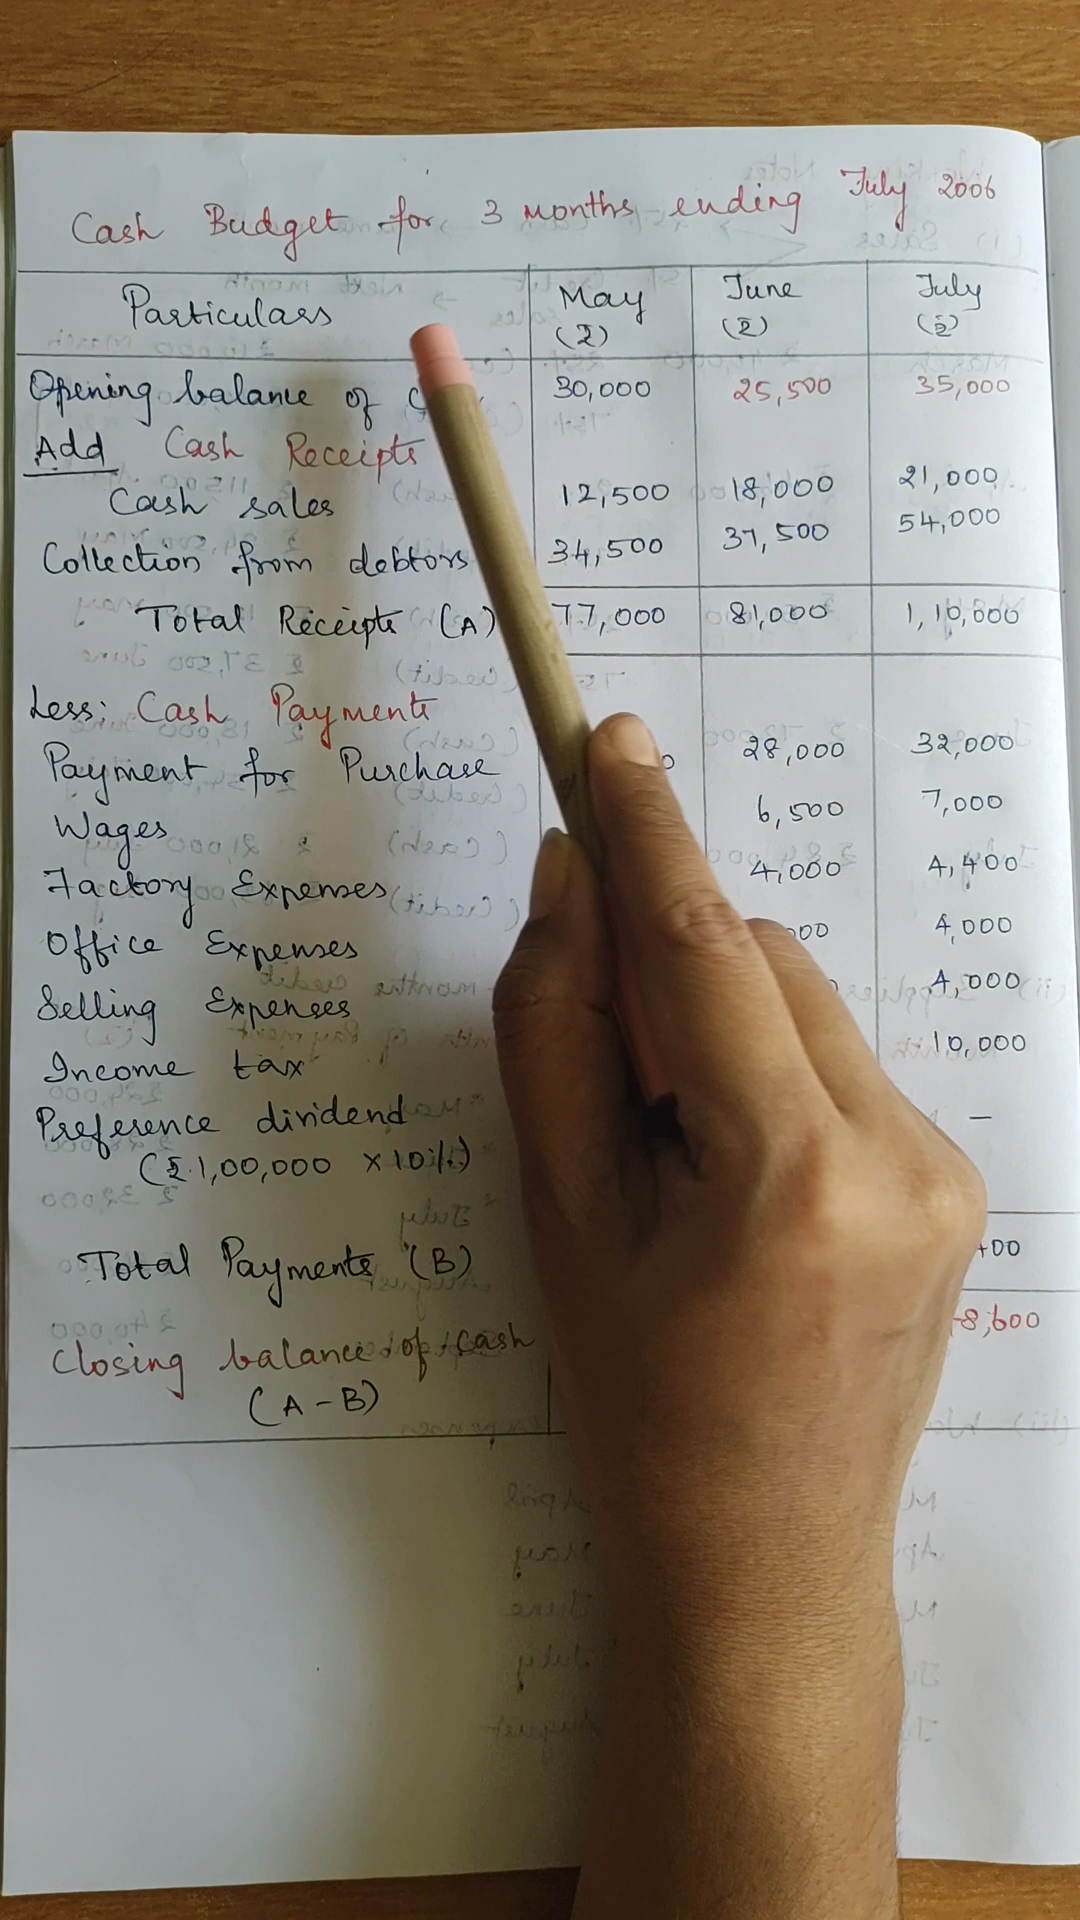 Cash Budget for 3 months ending July 2006
Particulars May (₹) June (₹) July (₹)
Opening balance of 30,000 25,500 35,000
Add Cash Receipts
Cash sales 12,500 18,000 21,000
Collection from debtors 34,500 37,500 54,000
Total Receipts (A) 77,000 81,000 1,10,000
Less: Cash Payments
Payment for Purchase 28,000 32,000
Wages 6,500 7,000
Factory Expenses 4,000 4,400
Office Expenses 4,000
Selling Expenses 4,000
Income tax 10,000
Preference dividend —
(₹ 1,00,000 x 10%)
Total Payments (B)
Closing balance of cash
(A - B)